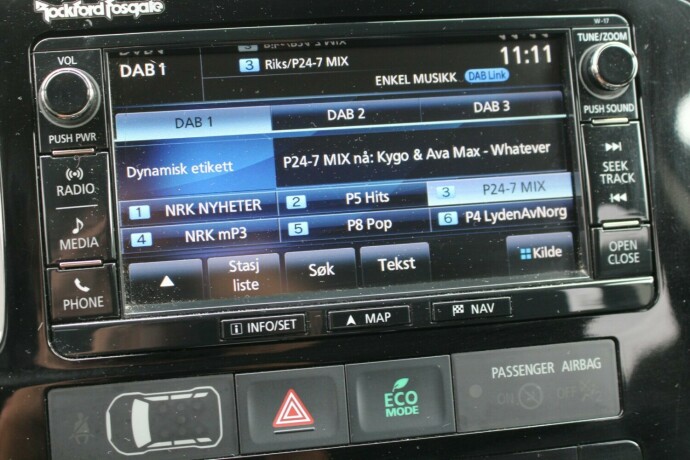 Rockford Fosgate
W-17
VOL
TUNE/ZOOM
DAB 1
3 Riks/P24-7 MIX
11:11
ENKEL MUSIKK DAB Link
PUSH PWR
PUSH SOUND
DAB 1 DAB 2 DAB 3
Dynamisk etikett
P24-7 MIX nå: Kygo & Ava Max - Whatever
RADIO
SEEK
TRACK
1 NRK NYHETER 2 P5 Hits 3 P24-7 MIX
4 NRK mP3 5 P8 Pop 6 P4 LydenAvNorg
MEDIA
Stasj
liste
Søk
Tekst
Kilde
OPEN
CLOSE
PHONE
i INFO/SET
MAP
NAV
ECO
MODE
PASSENGER AIRBAG
ON OFF